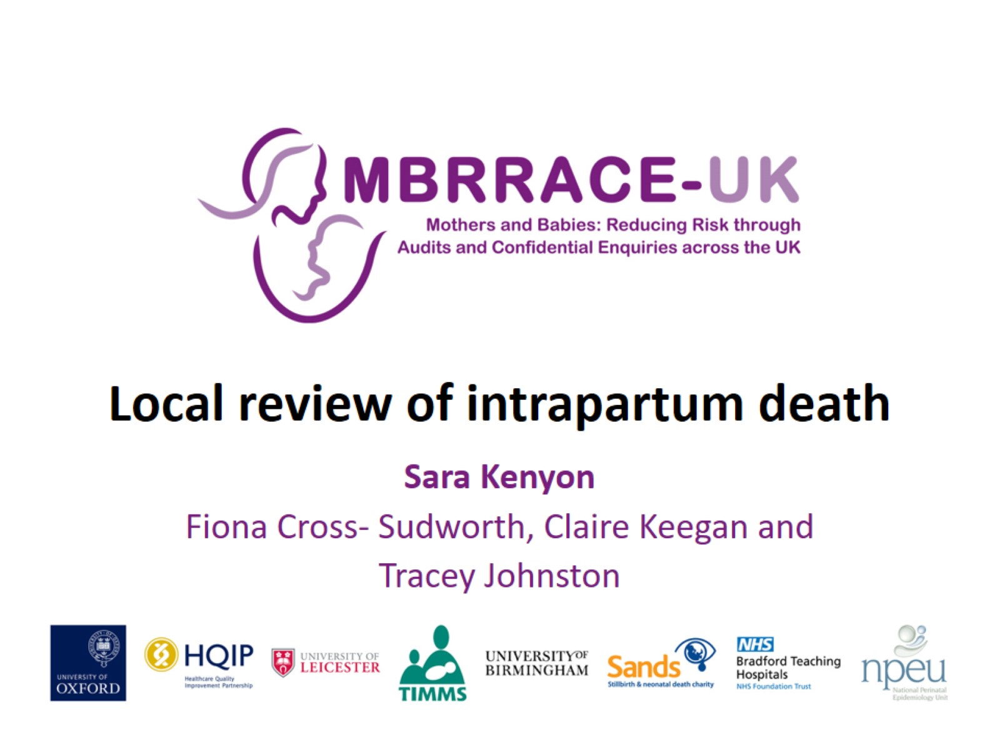 MBRRACE-UK
Mothers and Babies: Reducing Risk through
Audits and Confidential Enquiries across the UK
Local review of intrapartum death
Sara Kenyon
Fiona Cross- Sudworth, Claire Keegan and
Tracey Johnston
UNIVERSITY OF
OXFORD
HQIP
Healthcare Quality
Improvement Partnership
UNIVERSITY OF
LEICESTER
TIMMS
UNIVERSITY OF
BIRMINGHAM
Sands
Stillbirth & neonatal death charity
NHS
Bradford Teaching
Hospitals
NHS Foundation Trust
npeu
National Perinatal
Epidemiology Unit